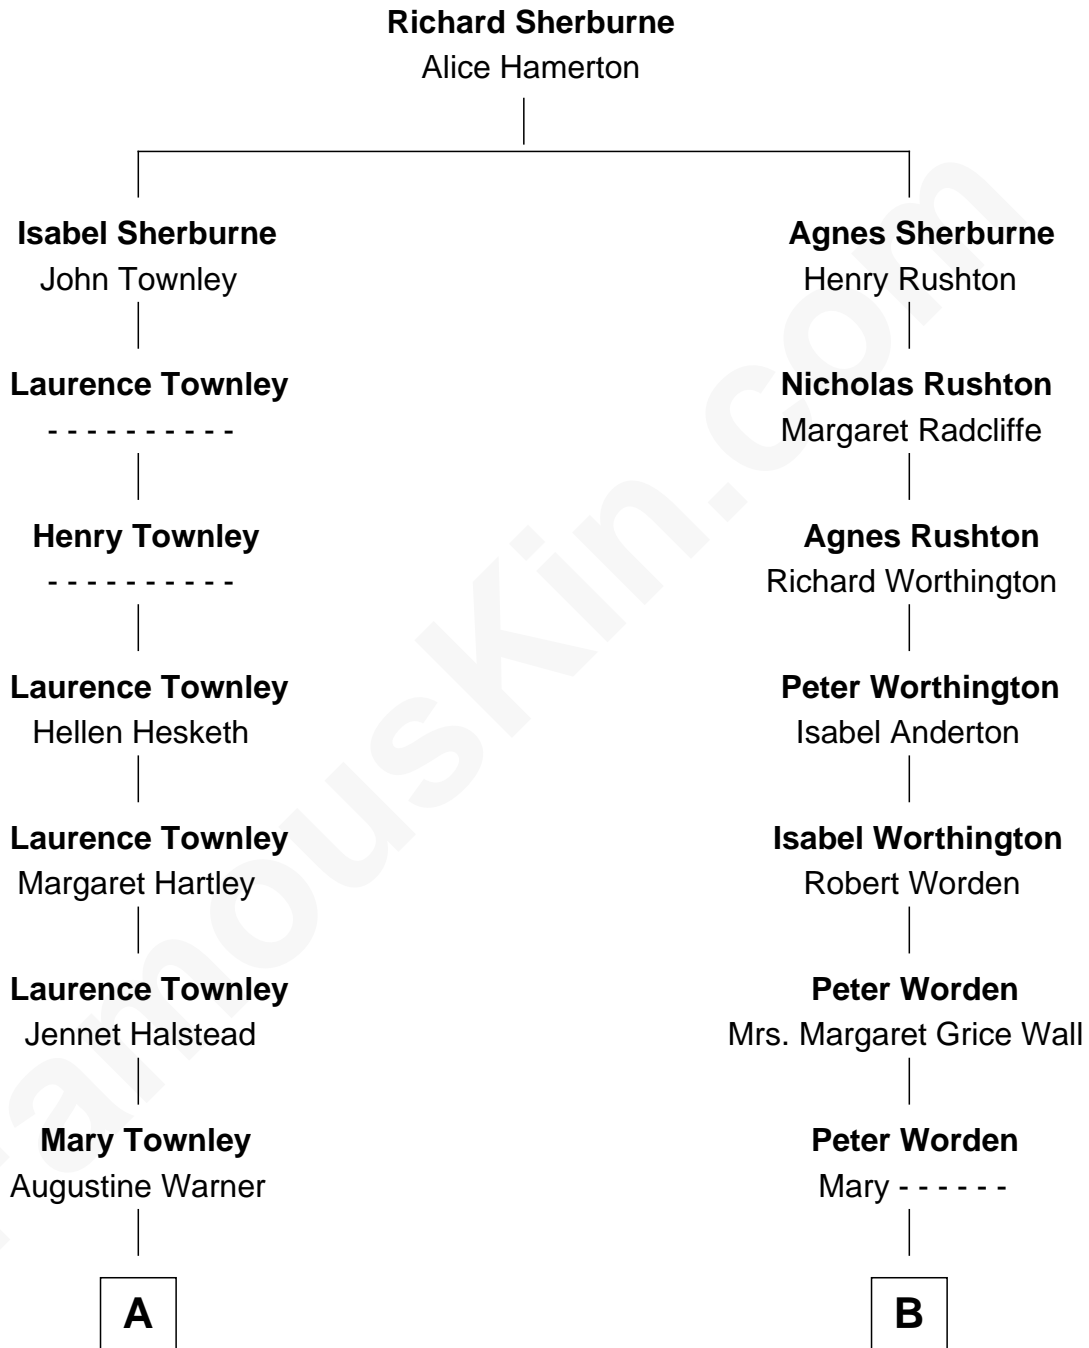 Richard Sherburne
Alice Hamerton
Isabel Sherburne
John Townley
Agnes Sherburne
Henry Rushton
Laurence Townley
- - - - - - - - - -
Nicholas Rushton
Margaret Radcliffe
Henry Townley
- - - - - - - - - -
Agnes Rushton
Richard Worthington
Laurence Townley
Hellen Hesketh
Peter Worthington
Isabel Anderton
Laurence Townley
Margaret Hartley
Isabel Worthington
Robert Worden
Laurence Townley
Jennet Halstead
Peter Worden
Mrs. Margaret Grice Wall
Mary Townley
Augustine Warner
Peter Worden
Mary - - - - - -
A
B
FamousKin.com